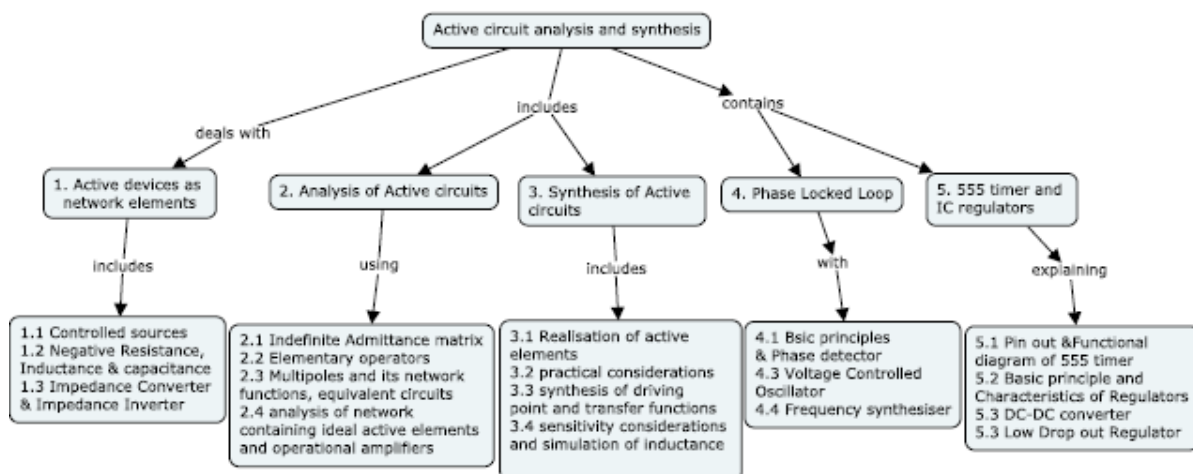 Active circuit analysis and synthesis
deals with
includes
contains
1. Active devices as
network elements
2. Analysis of Active circuits
3. Synthesis of Active
circuits
4. Phase Locked Loop
5. 555 timer and
IC regulators
includes
using
includes
with
explaining
1.1 Controlled sources
1.2 Negative Resistance,
Inductance & capacitance
1.3 Impedance Converter
& Impedance Inverter
2.1 Indefinite Admittance matrix
2.2 Elementary operators
2.3 Multipoles and its network
functions, equivalent circuits
2.4 analysis of network
containing ideal active elements
and operational amplifiers
3.1 Realisation of active
elements
3.2 practical considerations
3.3 synthesis of driving
point and transfer functions
3.4 sensitivity considerations
and simulation of inductance
4.1 Bsic principles
& Phase detector
4.3 Voltage Controlled
Oscillator
4.4 Frequency synthesiser
5.1 Pin out &Functional
diagram of 555 timer
5.2 Basic principle and
Characteristics of Regulators
5.3 DC-DC converter
5.3 Low Drop out Regulator